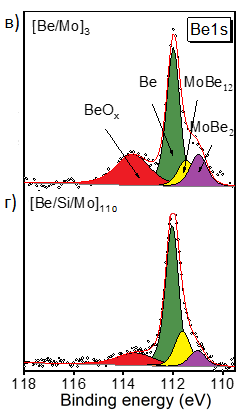 в) [Be/Mo]₃ Be1s
Be MoBe₁₂
BeOₓ
MoBe₂
г) [Be/Si/Mo]₁₁₀
118 116 114 112 110
Binding energy (eV)